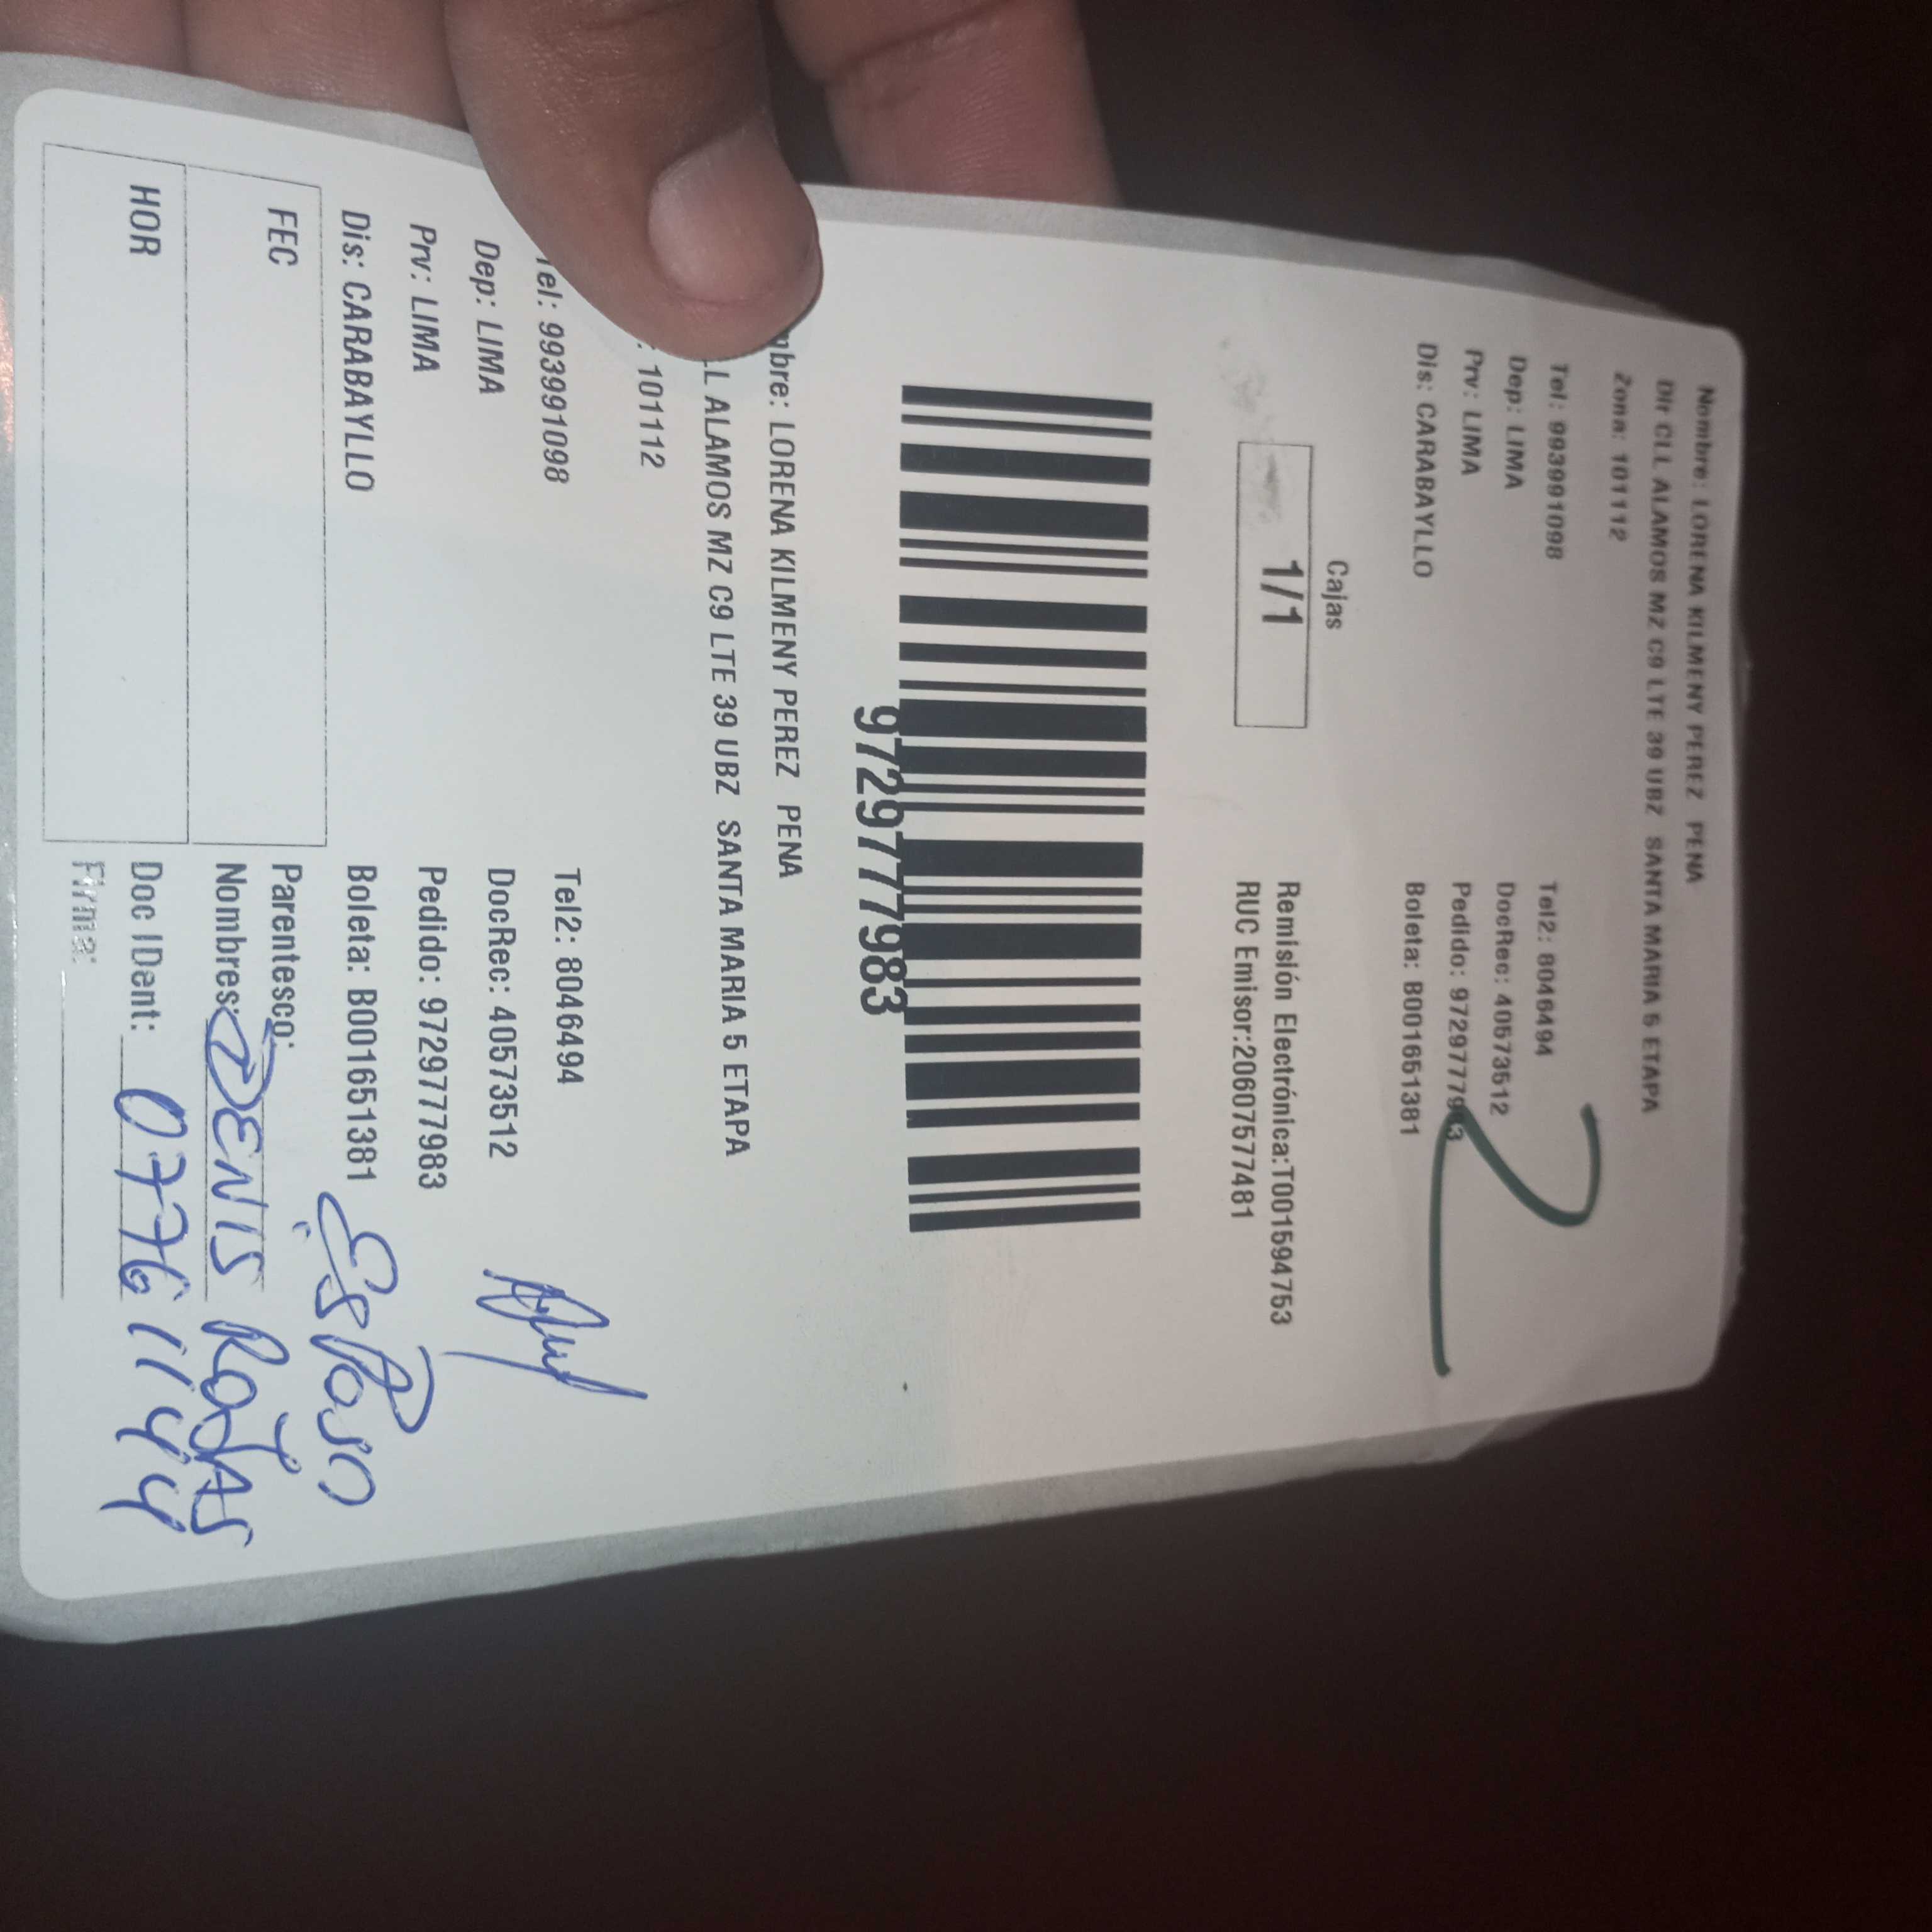 Nombre: LORENA KILMENY PEREZ PENA
Dir CLL ALAMOS MZ C9 LTE 39 UBZ SANTA MARIA 5 ETAPA
Zona: 101112
Tel: 993991098 Tel2: 8046494
Dep: LIMA DocRec: 40573512
Prv: LIMA Pedido: 9729777983
Dis: CARABAYLLO Boleta: B001651381
2
Cajas
1/1
Remisión Electrónica:T001594753
RUC Emisor:20607577481
9729777983
mbre: LORENA KILMENY PEREZ PENA
LL ALAMOS MZ C9 LTE 39 UBZ SANTA MARIA 5 ETAPA
: 101112
Tel: 993991098 Tel2: 8046494
Dep: LIMA DocRec: 40573512
Prv: LIMA Pedido: 9729777983
Dis: CARABAYLLO Boleta: B001651381
FEC Parentesco: ESPOSO
Nombres: DENIS ROJAS
HOR Doc IDent: 07761144
Firma: